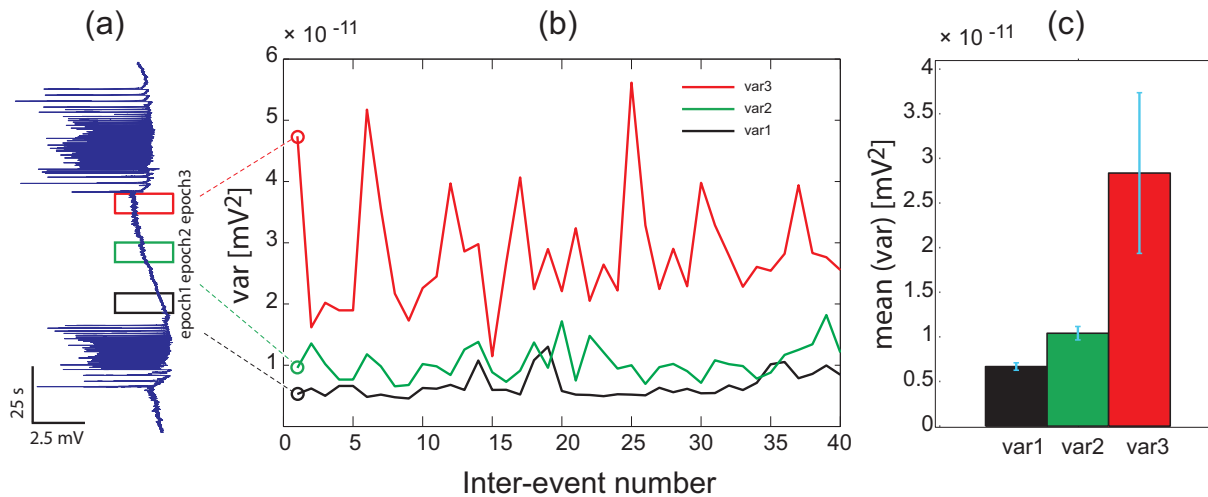 (a)
25 s
2.5 mV
epoch1 epoch2 epoch3
(b)
× 10 -11
6
5
4
3
2
1
var [mV2]
0
5
10
15
20
25
30
35
40
Inter-event number
var3
var2
var1
(c)
× 10 -11
4
3.5
3
2.5
2
1.5
1
0.5
0
mean (var) [mV2]
var1
var2
var3